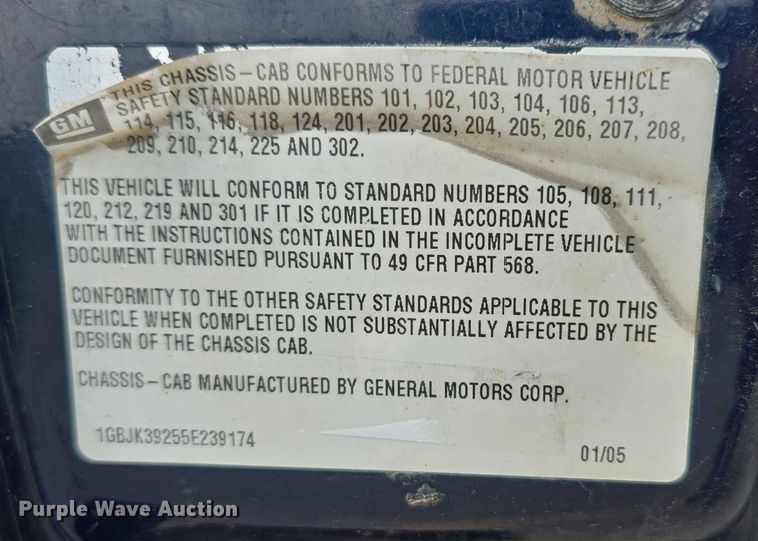 GM
THIS CHASSIS-CAB CONFORMS TO FEDERAL MOTOR VEHICLE
SAFETY STANDARD NUMBERS 101, 102, 103, 104, 106, 113,
114, 115, 116, 118, 124, 201, 202, 203, 204, 205, 206, 207, 208,
209, 210, 214, 225 AND 302.
THIS VEHICLE WILL CONFORM TO STANDARD NUMBERS 105, 108, 111,
120, 212, 219 AND 301 IF IT IS COMPLETED IN ACCORDANCE
WITH THE INSTRUCTIONS CONTAINED IN THE INCOMPLETE VEHICLE
DOCUMENT FURNISHED PURSUANT TO 49 CFR PART 568.
CONFORMITY TO THE OTHER SAFETY STANDARDS APPLICABLE TO THIS
VEHICLE WHEN COMPLETED IS NOT SUBSTANTIALLY AFFECTED BY THE
DESIGN OF THE CHASSIS CAB.
CHASSIS-CAB MANUFACTURED BY GENERAL MOTORS CORP.
1GBJK39255E239174
01/05
Purple Wave Auction